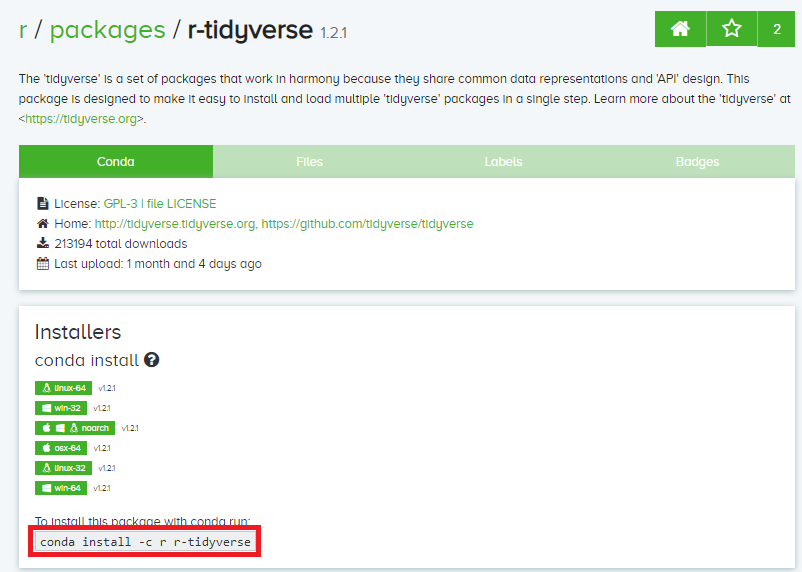 r / packages / r-tidyverse 1.2.1
2
The 'tidyverse' is a set of packages that work in harmony because they share common data representations and 'API' design. This
package is designed to make it easy to install and load multiple 'tidyverse' packages in a single step. Learn more about the 'tidyverse' at
<https://tidyverse.org>.
Conda Files Labels Badges
License: GPL-3 | file LICENSE
Home: http://tidyverse.tidyverse.org, https://github.com/tidyverse/tidyverse
213194 total downloads
Last upload: 1 month and 4 days ago
Installers
conda install ?
linux-64 v1.2.1
win-32 v1.2.1
noarch v1.2.1
osx-64 v1.2.1
linux-32 v1.2.1
win-64 v1.2.1
To install this package with conda run:
conda install -c r r-tidyverse